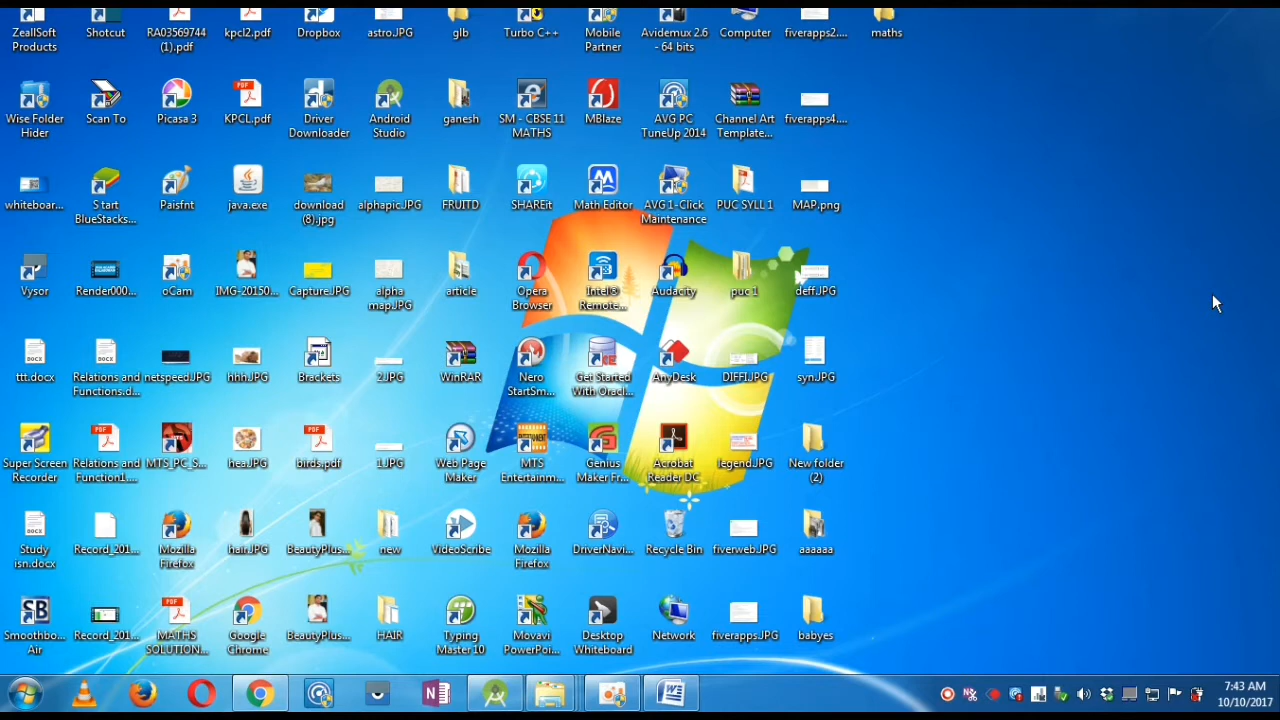 ZeallSoft Products
Shotcut
RA03569744 (1).pdf
kpcl2.pdf
Dropbox
astro.JPG
glb
Turbo C++
Mobile Partner
Avidemux 2.6 - 64 bits
Computer
fiverapps2....
maths
Wise Folder Hider
Scan To
Picasa 3
KPCL.pdf
Driver Downloader
Android Studio
ganesh
SM - CBSE 11 MATHS
MBlaze
AVG PC TuneUp 2014
Channel Art Template...
fiverapps4....
whiteboar...
Start BlueStacks...
Paisfnt
java.exe
download (8).jpg
alphapic.JPG
FRUITD
SHAREit
Math Editor
AVG 1-Click Maintenance
PUC SYLL 1
MAP.png
Vysor
Render000...
oCam
IMG-20150...
Capture.JPG
alpha map.JPG
article
Opera Browser
Intel® Remote...
Audacity
puc 1
deff.JPG
ttt.docx
Relations and Functions.d...
netspeed.JPG
hhh.JPG
Brackets
2.JPG
WinRAR
Nero StartSm...
Get Started With Oracl...
AnyDesk
DIFFI.JPG
syn.JPG
Super Screen Recorder
Relations and Function1....
MTS_PC_S...
hea.JPG
birds.pdf
1.JPG
Web Page Maker
MTS Entertainm...
Genius Maker Fr...
Acrobat Reader DC
legend.JPG
New folder (2)
Study isn.docx
Record_201...
Mozilla Firefox
hair.JPG
BeautyPlus...
new
VideoScribe
Mozilla Firefox
DriverNavi...
Recycle Bin
fiverweb.JPG
aaaaaa
Smoothbo... Air
Record_201...
MATHS SOLUTION...
Google Chrome
BeautyPlus...
HAIR
Typing Master 10
Movavi PowerPoi...
Desktop Whiteboard
Network
fiverapps.JPG
babyes
7:43 AM
10/10/2017